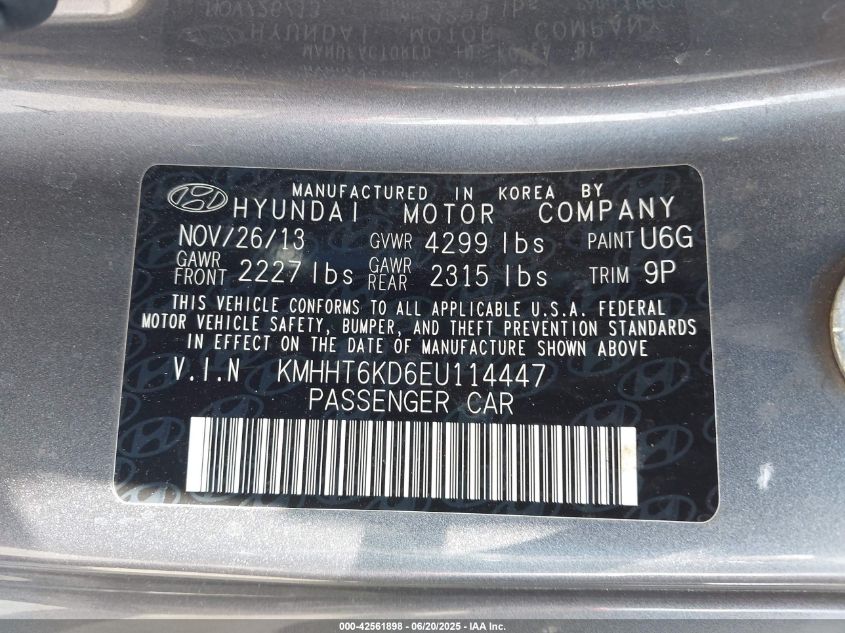 MANUFACTURED IN KOREA BY
HYUNDAI MOTOR COMPANY
NOV/26/13 GVWR 4299 lbs PAINT U6G
GAWR FRONT 2227 lbs GAWR REAR 2315 lbs TRIM 9P
THIS VEHICLE CONFORMS TO ALL APPLICABLE U.S.A. FEDERAL
MOTOR VEHICLE SAFETY, BUMPER, AND THEFT PREVENTION STANDARDS
IN EFFECT ON THE DATE OF MANUFACTURE SHOWN ABOVE
V.I.N KMHHT6KD6EU114447
PASSENGER CAR
000-42561898 - 06/20/2025 - IAA Inc.